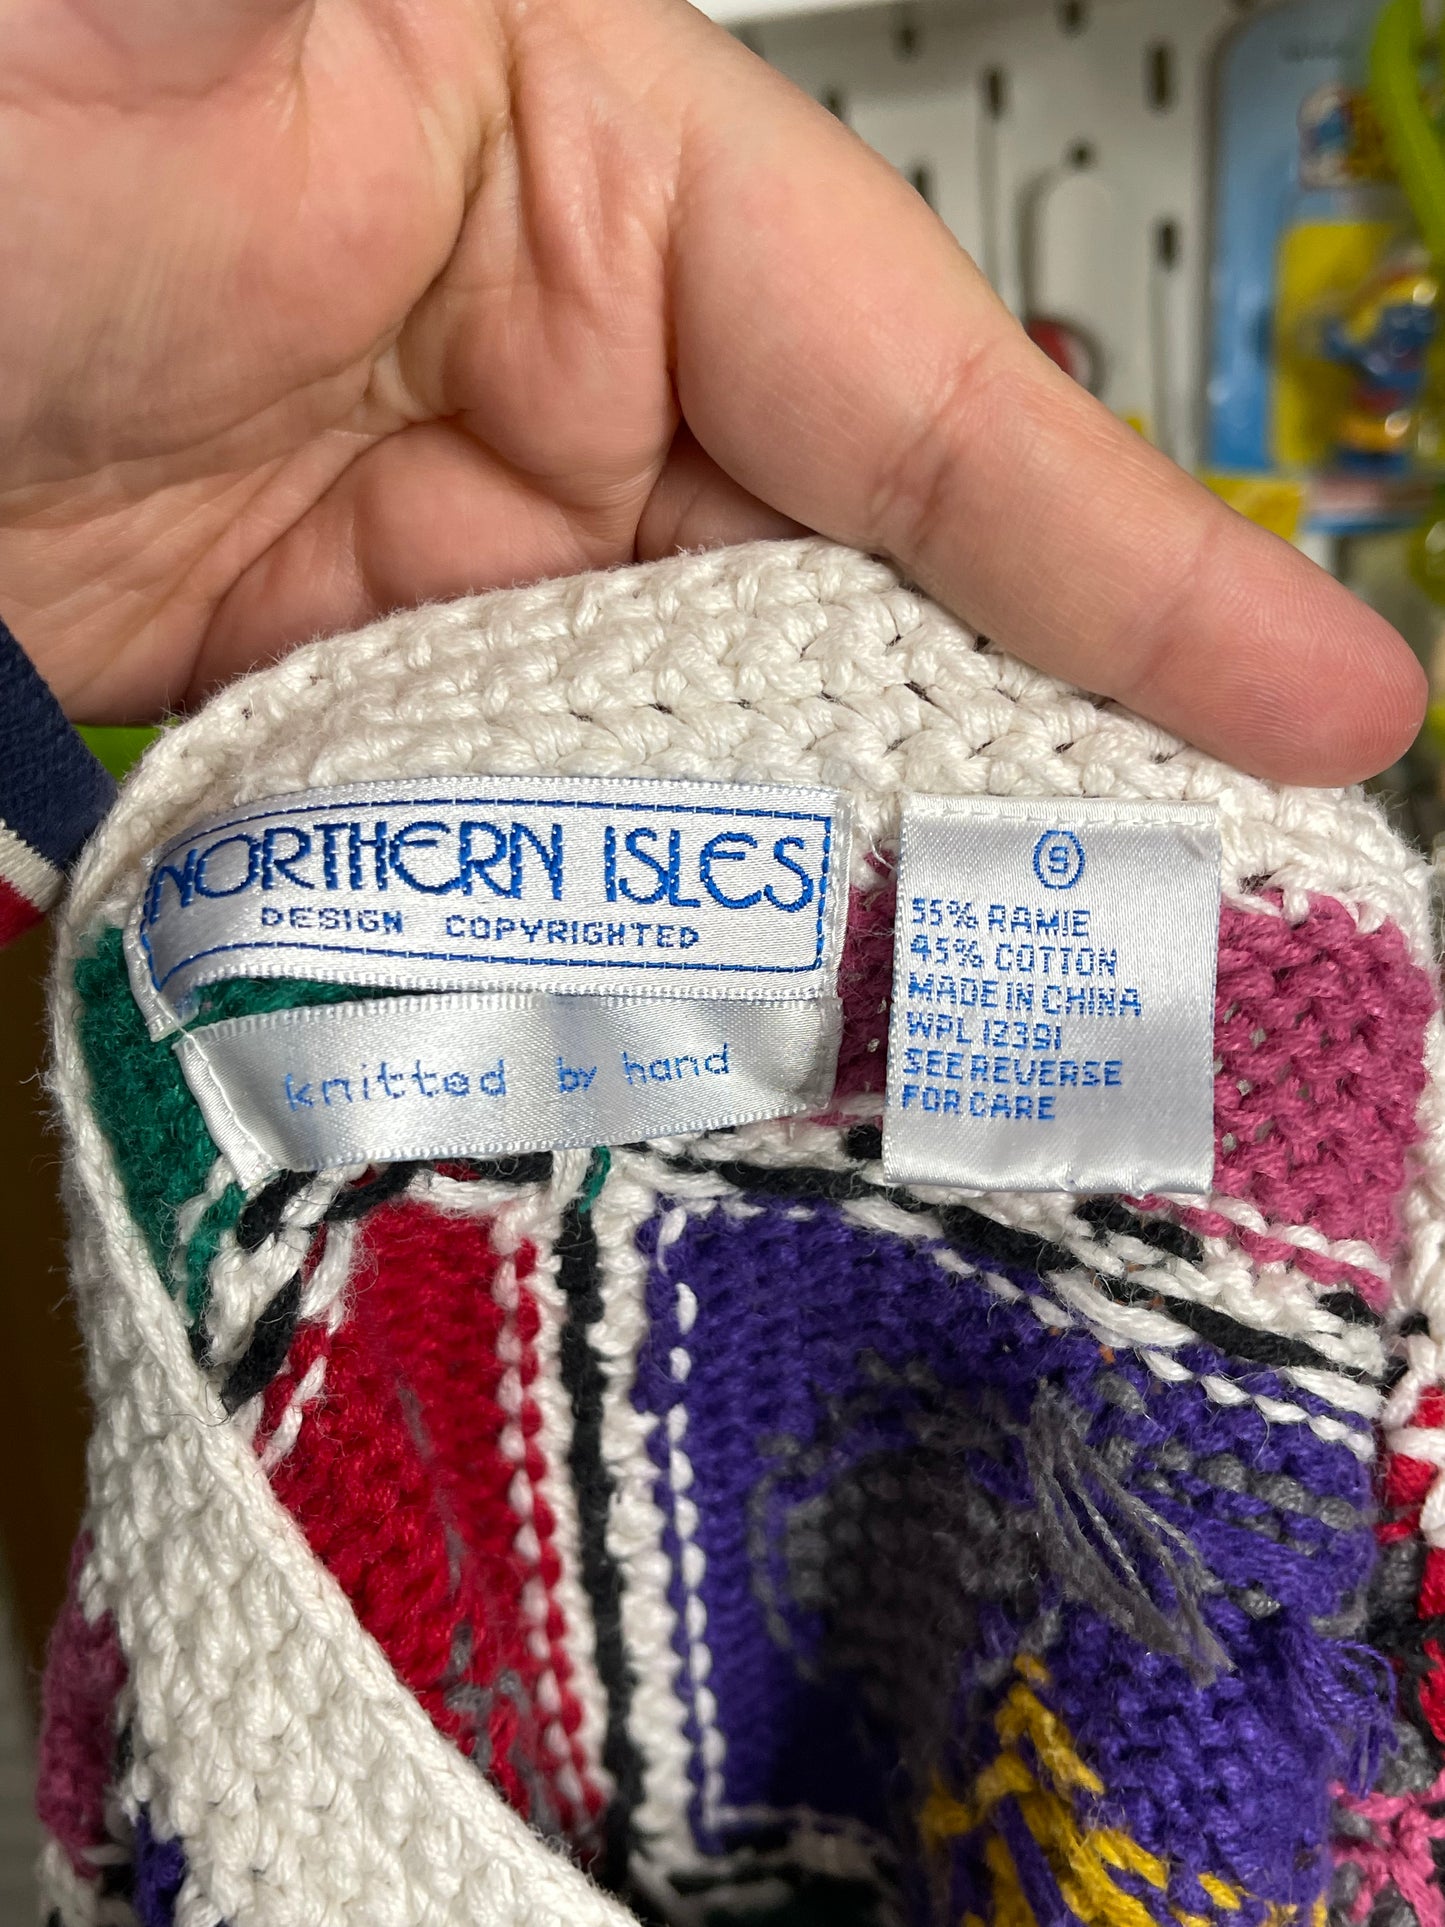 NORTHERN ISLES
DESIGN COPYRIGHTED
knitted by hand
S
55% RAMIE
45% COTTON
MADE IN CHINA
WPL 12391
SEE REVERSE
FOR CARE